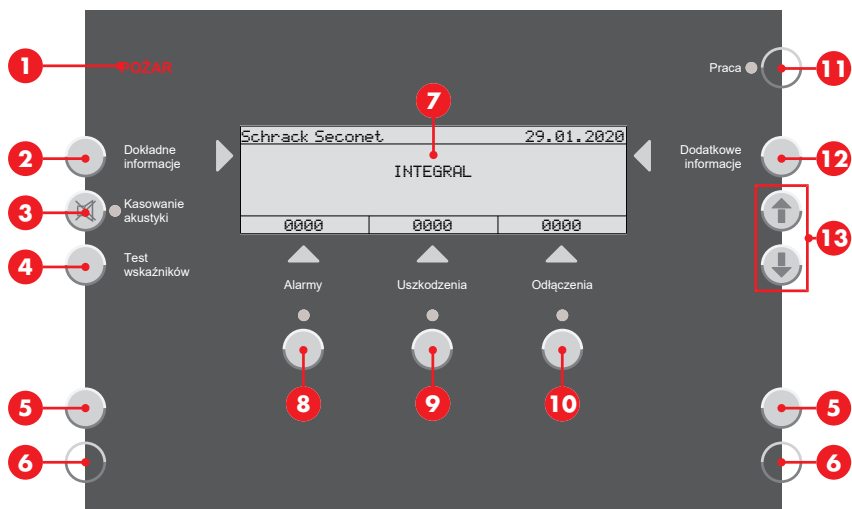 1
POŻAR
Praca
11
7
Schrack Seconet 29.01.2020
INTEGRAL
0000 0000 0000
2
Dokładne
informacje
Dodatkowe
informacje
12
3
Kasowanie
akustyki
13
4
Test
wskaźników
Alarmy
Uszkodzenia
Odłączenia
8
9
10
5
5
6
6